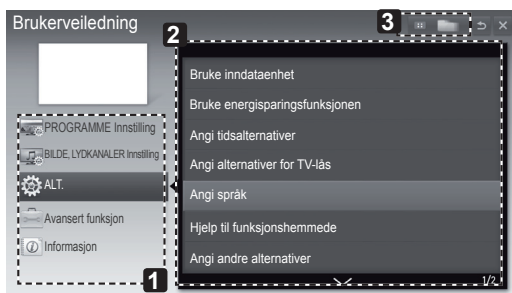 Brukerveiledning
3
2
PROGRAMME Innstilling
BILDE, LYDKANALER Innstilling
ALT.
Avansert funksjon
Informasjon
1
Bruke inndataenhet
Bruke energisparingsfunksjonen
Angi tidsalternativer
Angi alternativer for TV-lås
Angi språk
Hjelp til funksjonshemmede
Angi andre alternativer
1/2